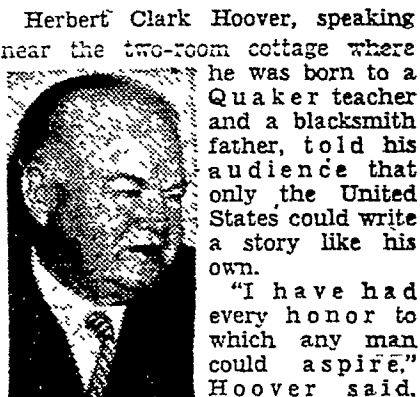 Herbert Clark Hoover, speaking
near the two-room cottage where
he was born to a
Quaker teacher
and a blacksmith
father, told his
audience that
only the United
States could write
a story like his
own.
"I have had
every honor to
which any man
could aspire,"
Hoover said,